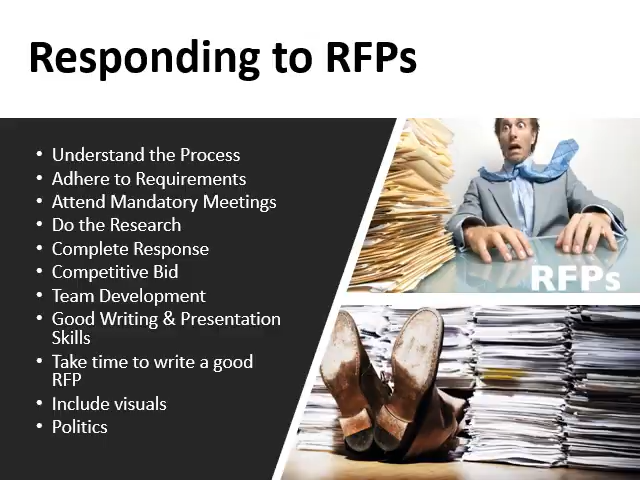 Responding to RFPs
• Understand the Process
• Adhere to Requirements
• Attend Mandatory Meetings
• Do the Research
• Complete Response
• Competitive Bid
• Team Development
• Good Writing & Presentation
Skills
• Take time to write a good
RFP
• Include visuals
• Politics
RFPs